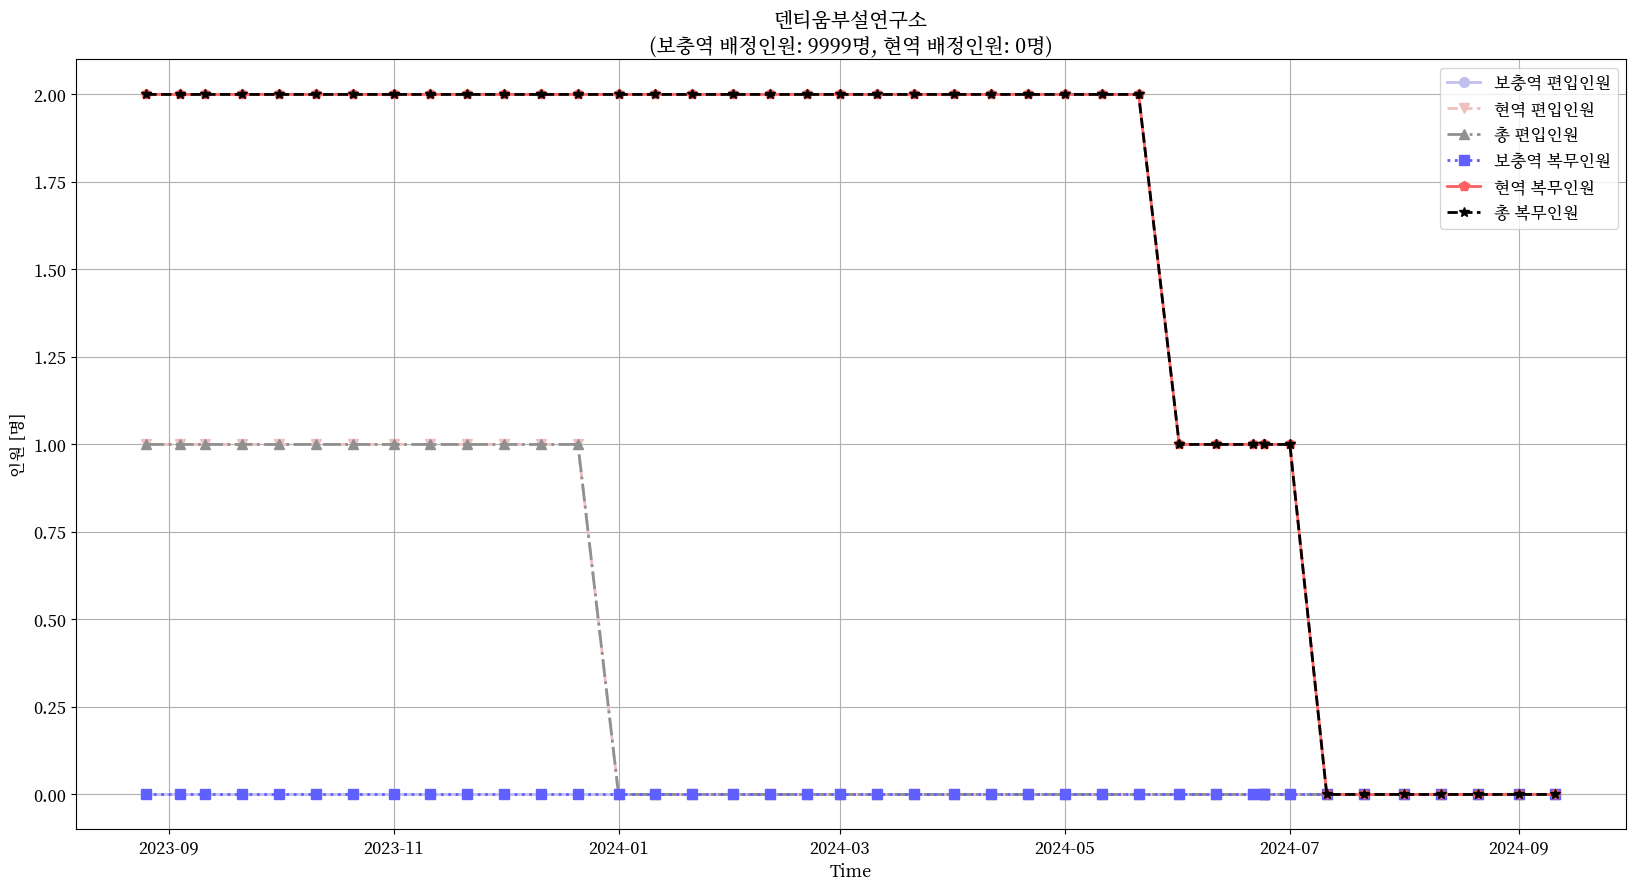 덴티움부설연구소
(보충역 배정인원: 9999명, 현역 배정인원: 0명)
보충역 편입인원
현역 편입인원
총 편입인원
보충역 복무인원
현역 복무인원
총 복무인원
인원 [명]
2.00
1.75
1.50
1.25
1.00
0.75
0.50
0.25
0.00
2023-09
2023-11
2024-01
2024-03
2024-05
2024-07
2024-09
Time